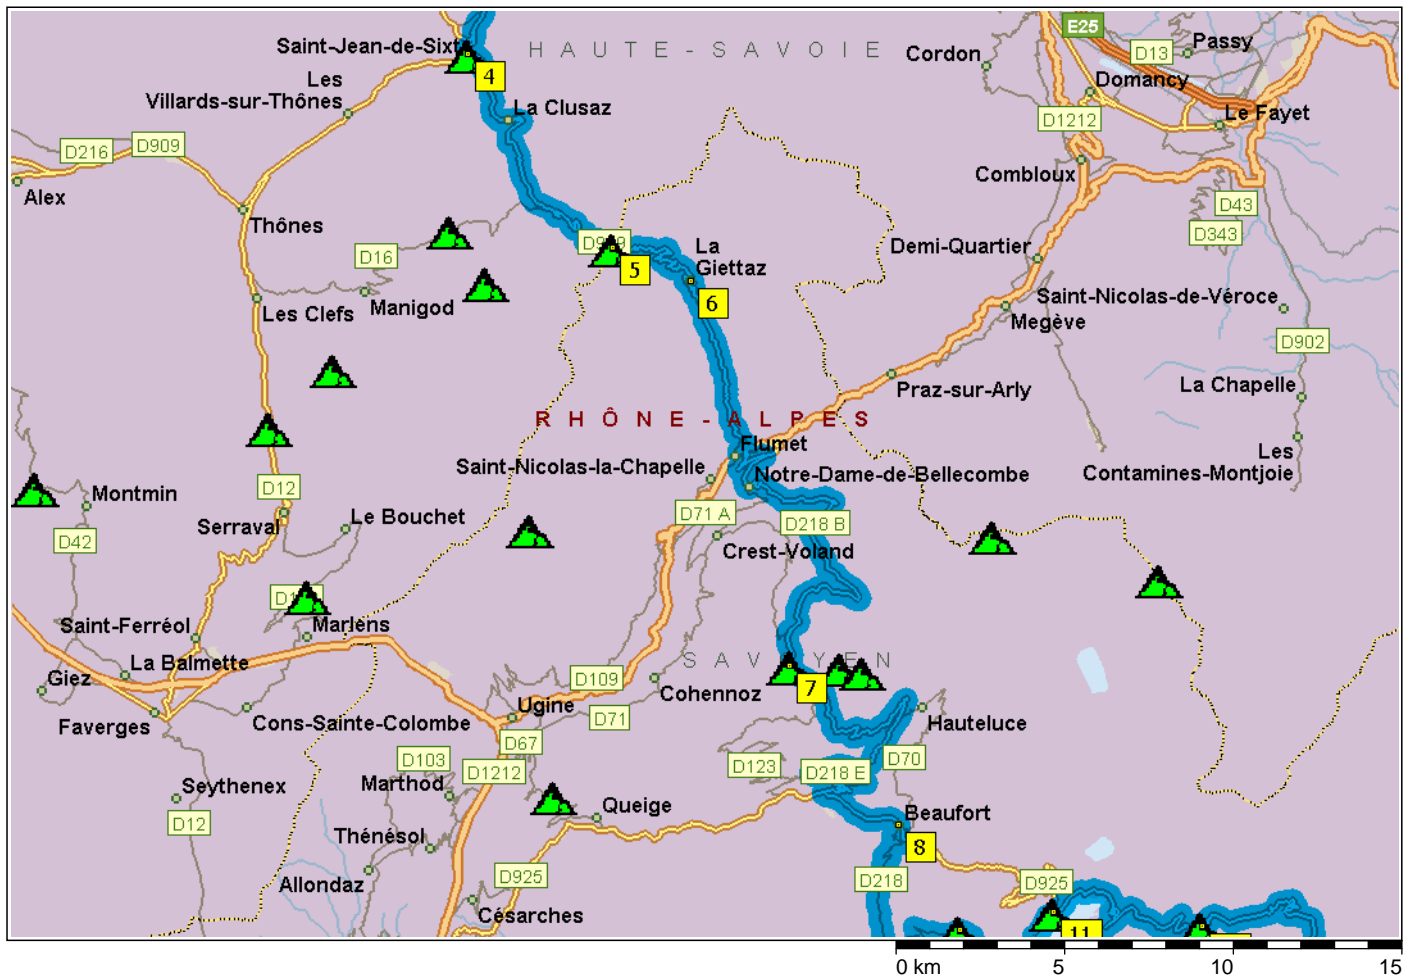 E25
Passy
D13
Saint-Jean-de-Sixt
HAUTE-SAVOIE
Cordon
4
Domancy
Les
Villards-sur-Thônes
La Clusaz
D1212
Le Fayet
D216
D909
Combloux
Alex
D43
Thônes
D343
D16
La
Giettaz
Demi-Quartier
5
6
Les Clefs
Manigod
Saint-Nicolas-de-Véroce
Megève
D902
Praz-sur-Arly
La Chapelle
RHÔNE-ALPES
Flumet
Les
Contamines-Montjoie
Saint-Nicolas-la-Chapelle
Notre-Dame-de-Bellecombe
D12
Montmin
D71 A
D218 B
Serraval
Le Bouchet
D42
Crest-Voland
Saint-Ferréol
Marlens
La Balmette
SAVOYEN
Giez
D109
Cohennoz
7
Faverges
Cons-Sainte-Colombe
Ugine
D71
Hauteluce
D67
D103
D1212
D123
D218 E
D70
Seythenex
Marthod
D12
Queige
Beaufort
Thénésol
8
Allondaz
D925
D218
D925
Césarches
11
0 km
5
10
15